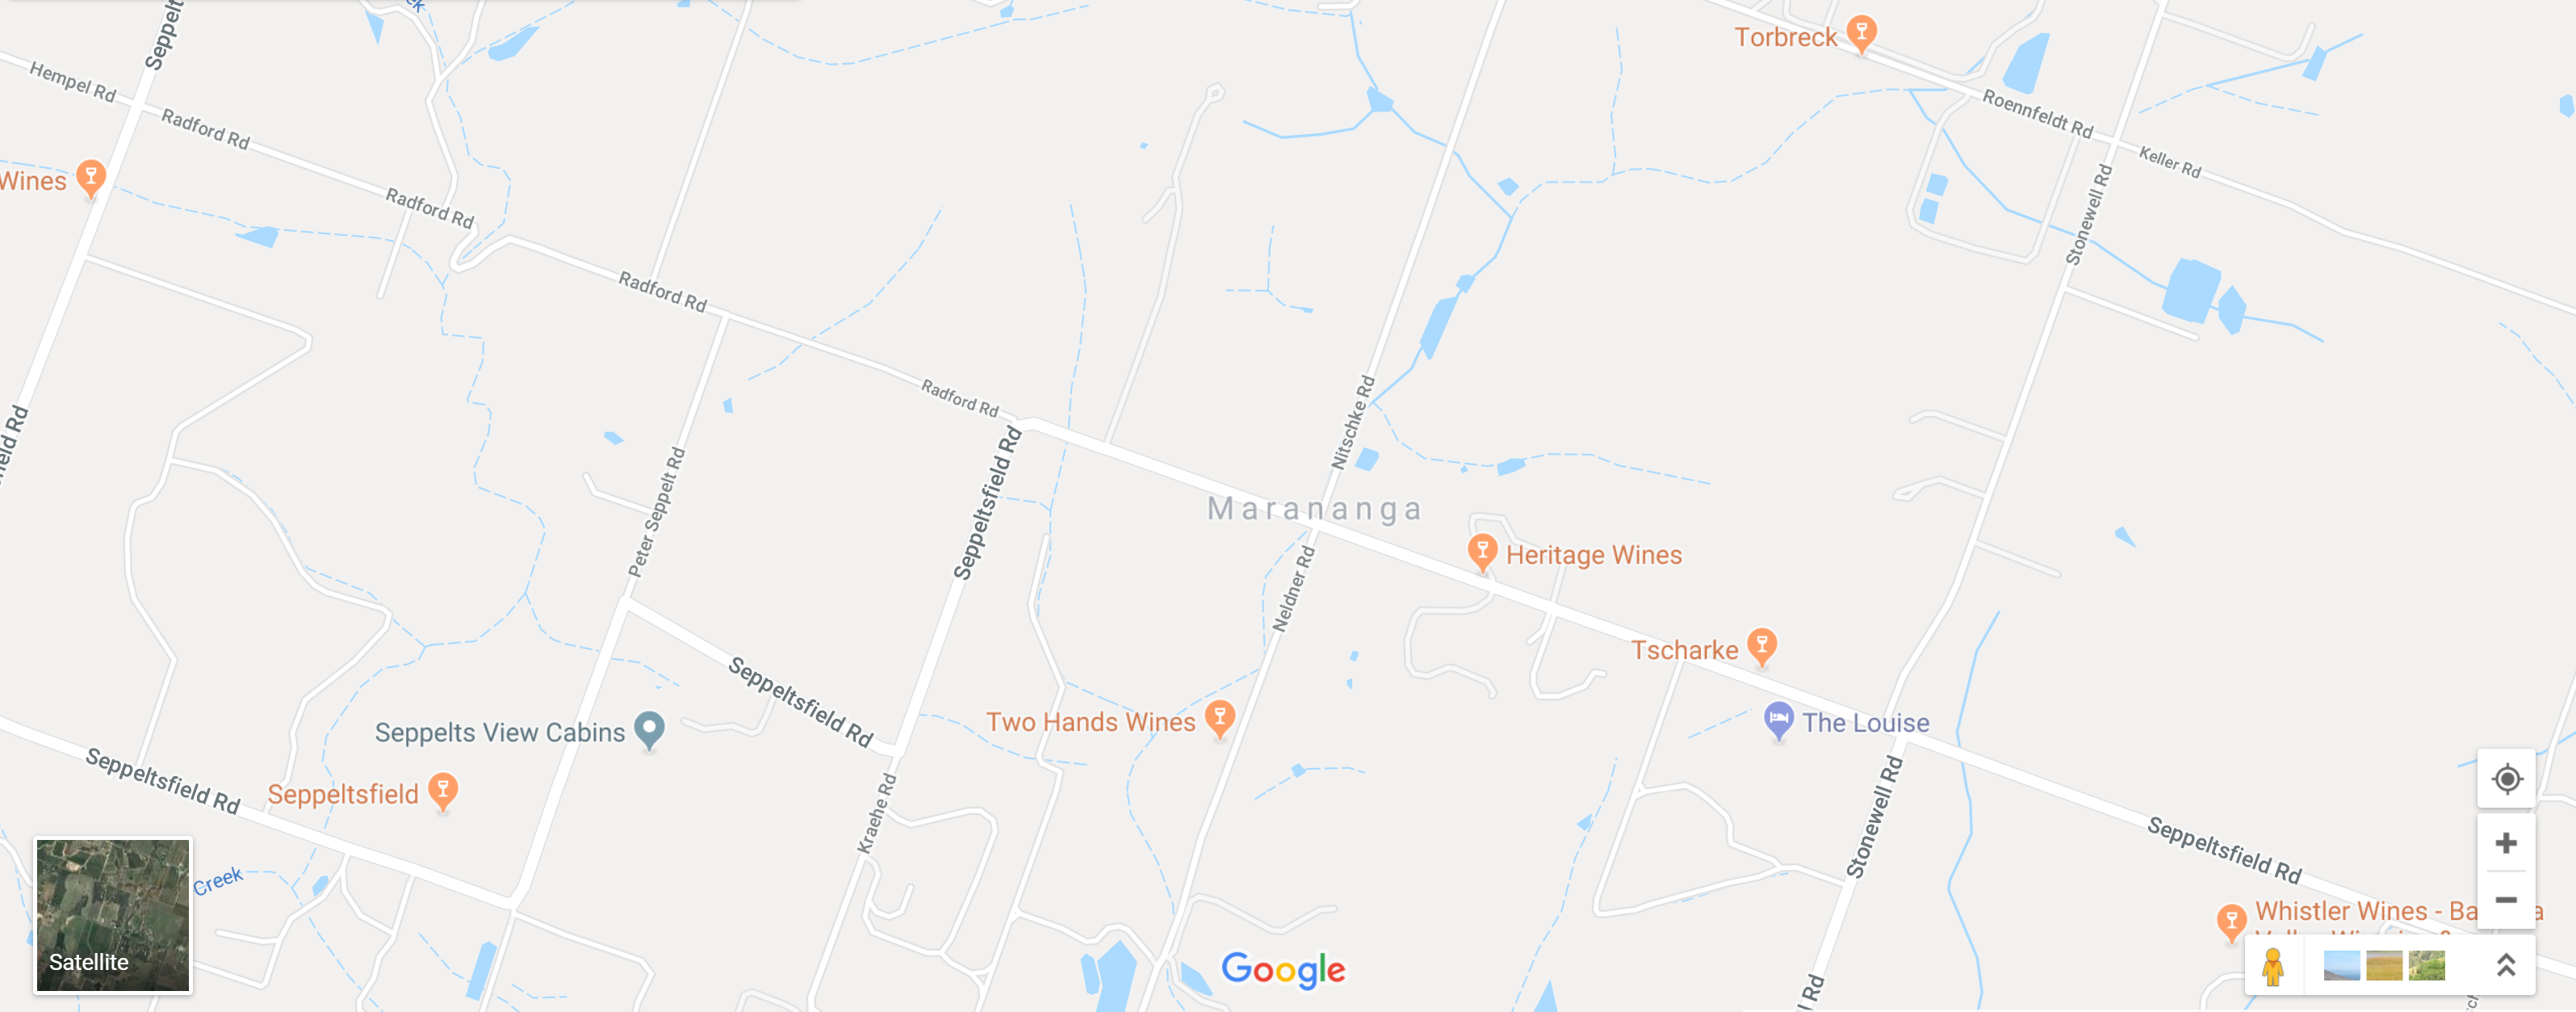 Seppelt
Torbreck
Hempel Rd
Radford Rd
Roennfeldt Rd
Keller Rd
Wines
Radford Rd
Stonewell Rd
Radford Rd
Radford Rd
Nitschke Rd
Seppeltsfield Rd
Peter Seppelt Rd
Marananga
Heritage Wines
Neldner Rd
Tscharke
Seppeltsfield Rd
Two Hands Wines
The Louise
Seppelts View Cabins
Seppeltsfield Rd
Seppeltsfield
Kraehe Rd
Stonewell Rd
Seppeltsfield Rd
Creek
Whistler Wines - Ba
Satellite
Google